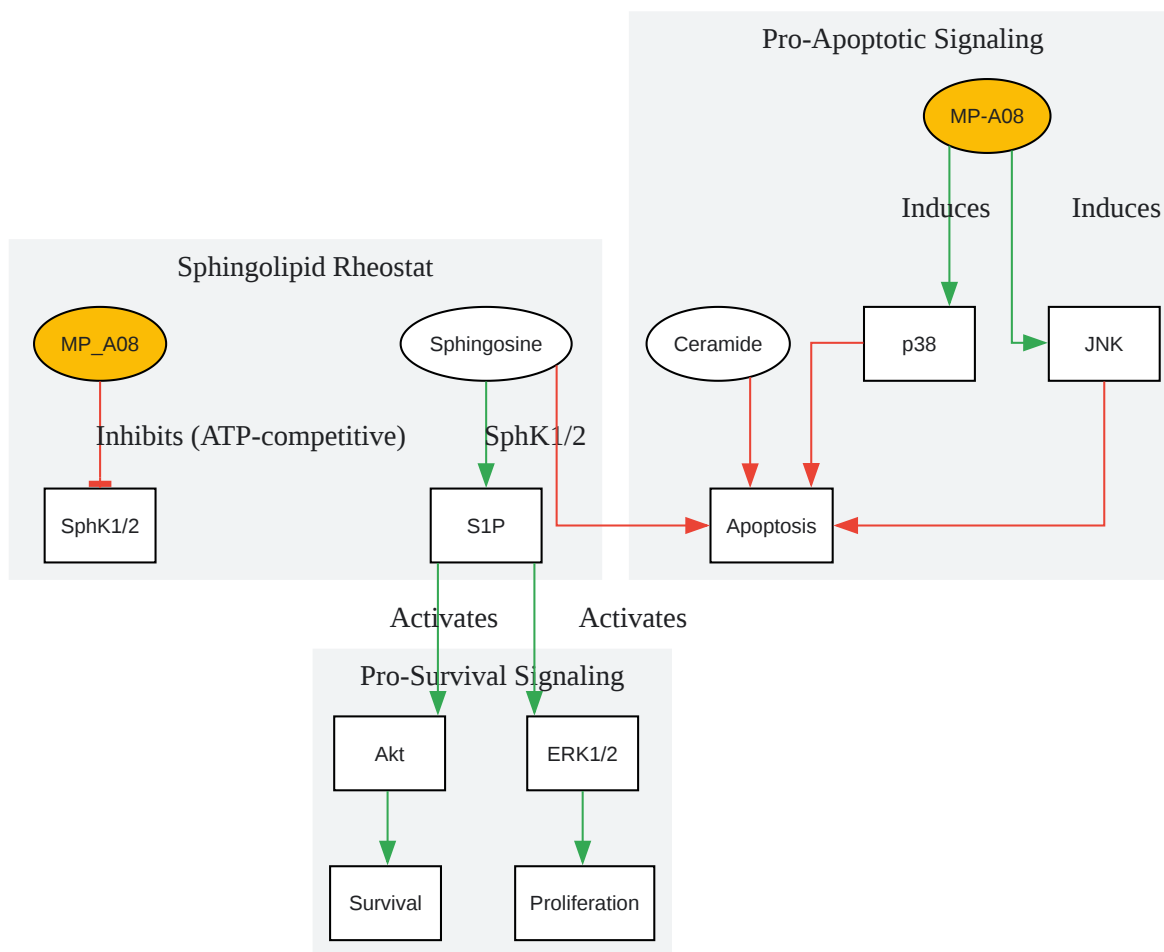 Pro-Apoptotic Signaling
MP-A08
Induces
Induces
Sphingolipid Rheostat
MP_A08
Sphingosine
Ceramide
p38
JNK
Inhibits (ATP-competitive)
SphK1/2
SphK1/2
S1P
Apoptosis
Activates
Activates
Pro-Survival Signaling
Akt
ERK1/2
Survival
Proliferation